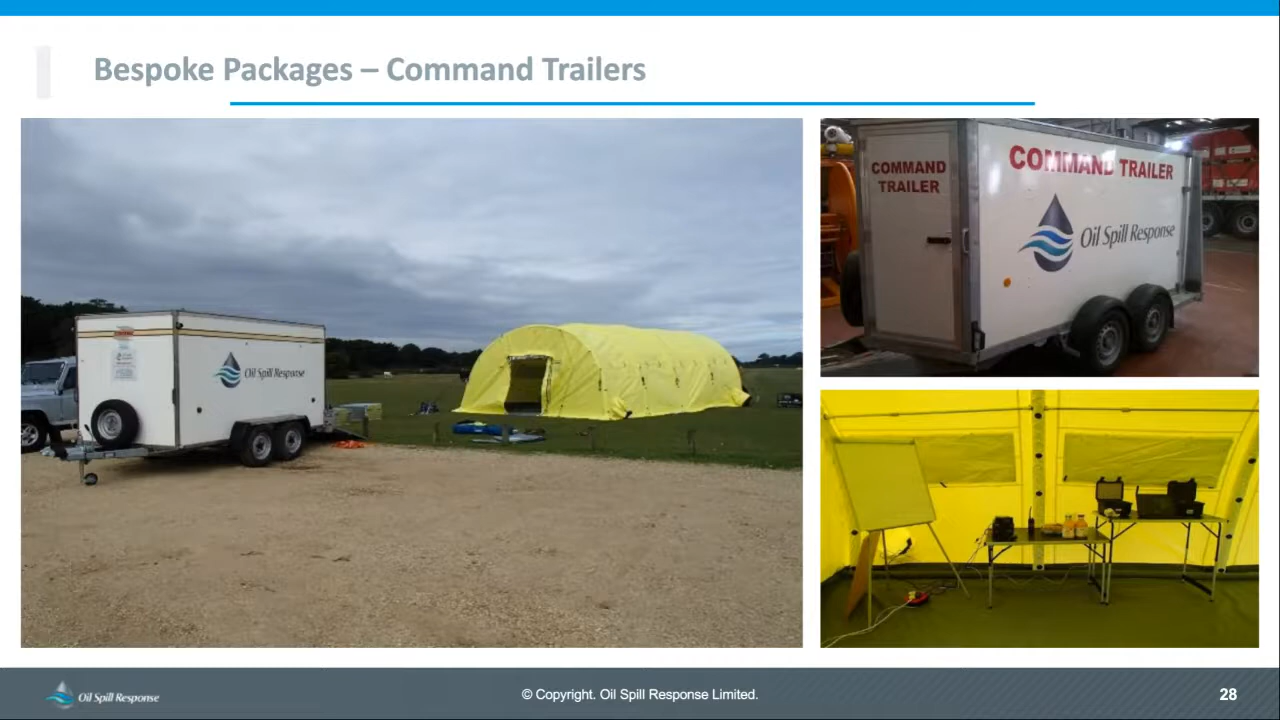 Bespoke Packages – Command Trailers
Oil Spill Response
COMMAND
TRAILER
COMMAND TRAILER
Oil Spill Response
Oil Spill Response
© Copyright. Oil Spill Response Limited.
28